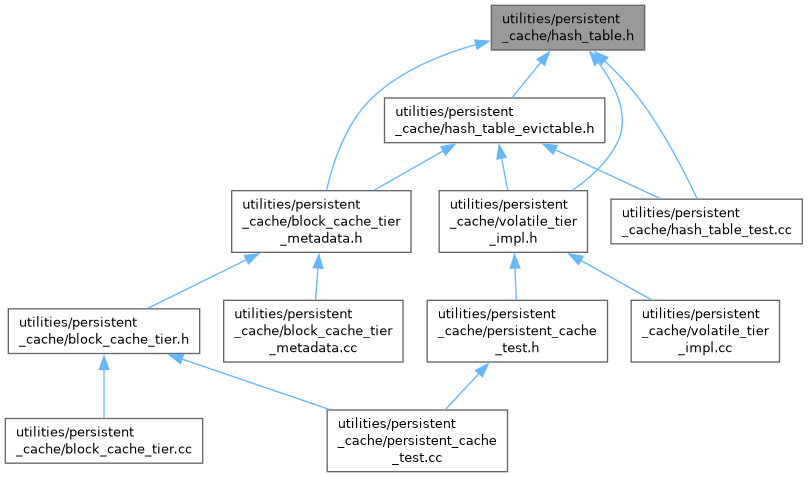 utilities/persistent
_cache/hash_table.h
utilities/persistent
_cache/hash_table_evictable.h
utilities/persistent
_cache/block_cache_tier
_metadata.h
utilities/persistent
_cache/volatile_tier
_impl.h
utilities/persistent
_cache/hash_table_test.cc
utilities/persistent
_cache/block_cache_tier.h
utilities/persistent
_cache/block_cache_tier
_metadata.cc
utilities/persistent
_cache/persistent_cache
_test.h
utilities/persistent
_cache/volatile_tier
_impl.cc
utilities/persistent
_cache/block_cache_tier.cc
utilities/persistent
_cache/persistent_cache
_test.cc